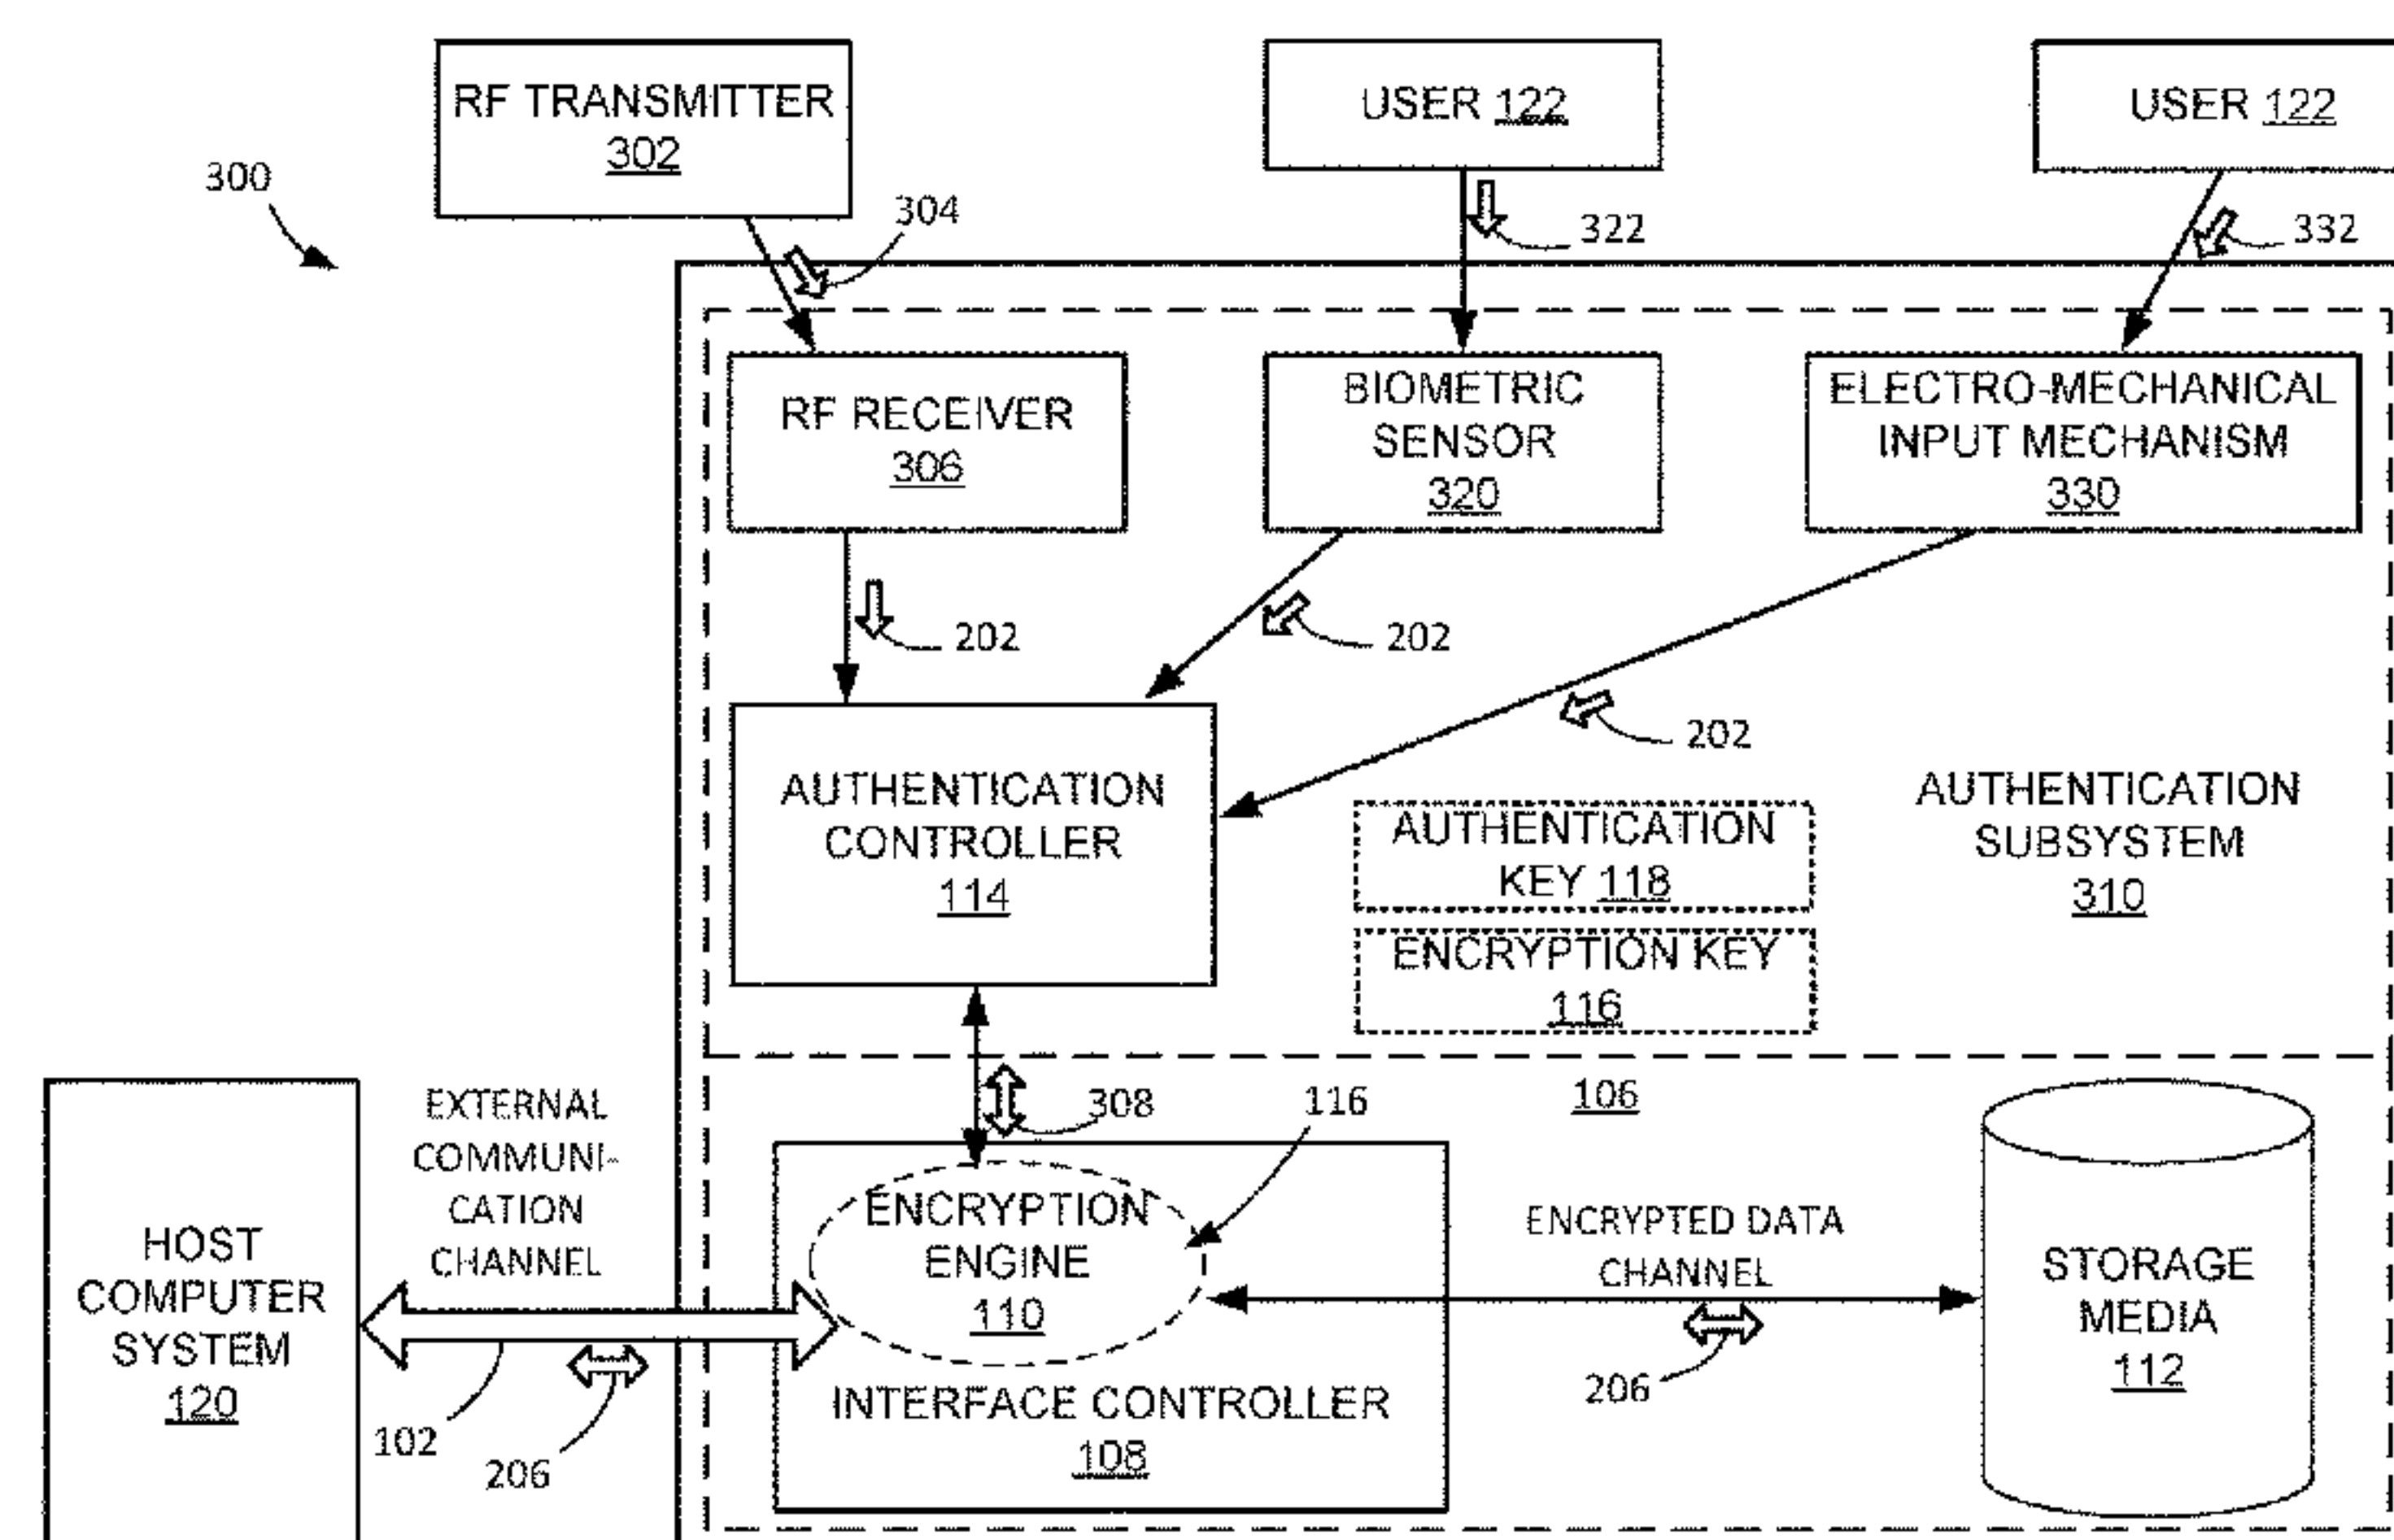 RF TRANSMITTER
302
USER 122
USER 122
300
304
322
332
RF RECEIVER
306
BIOMETRIC
SENSOR
320
ELECTRO-MECHANICAL
INPUT MECHANISM
330
202
202
202
AUTHENTICATION
CONTROLLER
114
AUTHENTICATION
KEY 118
ENCRYPTION KEY
116
AUTHENTICATION
SUBSYSTEM
310
308
116
106
EXTERNAL
COMMUNI-
CATION
CHANNEL
HOST
COMPUTER
SYSTEM
120
102
206
ENCRYPTION
ENGINE
110
INTERFACE CONTROLLER
108
ENCRYPTED DATA
CHANNEL
206
STORAGE
MEDIA
112